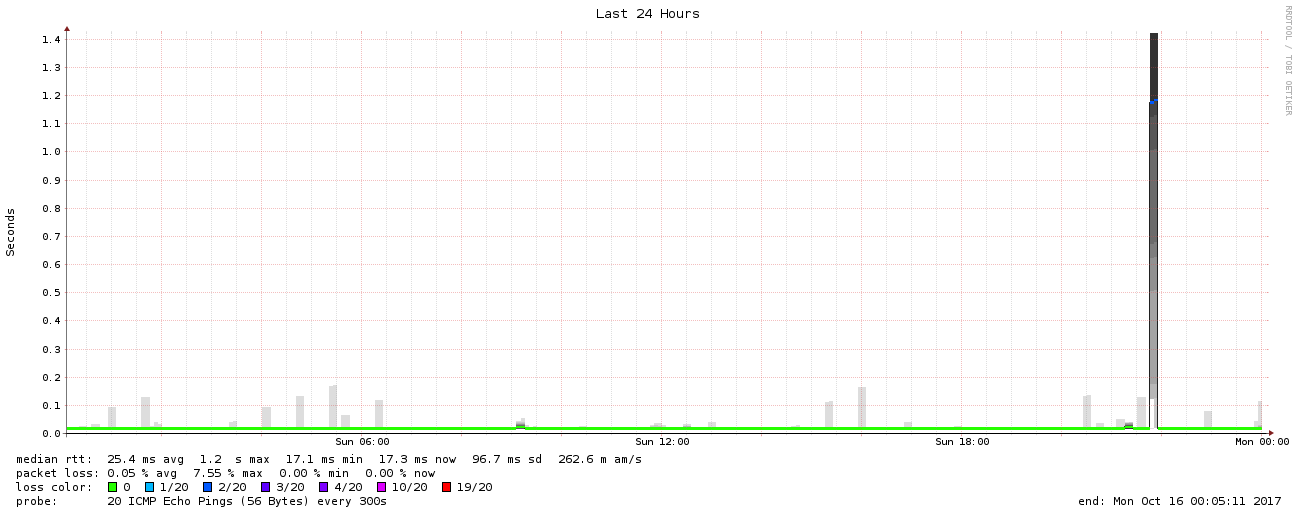 Last 24 Hours
RRDTOOL / TOBI OETIKER
Seconds
1.4
1.3
1.2
1.1
1.0
0.9
0.8
0.7
0.6
0.5
0.4
0.3
0.2
0.1
0.0
Sun 06:00 Sun 12:00 Sun 18:00 Mon 00:00
median rtt: 25.4 ms avg 1.2 s max 17.1 ms min 17.3 ms now 96.7 ms sd 262.6 m am/s
packet loss: 0.05 % avg 7.55 % max 0.00 % min 0.00 % now
loss color: 0 1/20 2/20 3/20 4/20 10/20 19/20
probe: 20 ICMP Echo Pings (56 Bytes) every 300s end: Mon Oct 16 00:05:11 2017